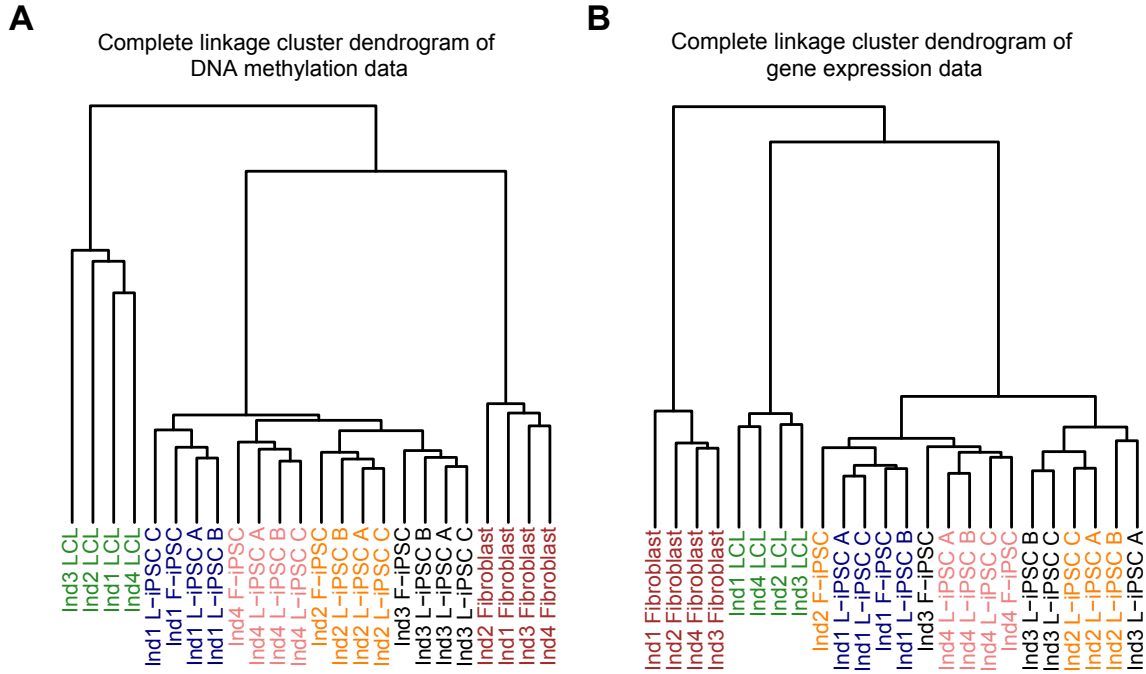 A
Complete linkage cluster dendrogram of
DNA methylation data
Ind3 LCL
Ind2 LCL
Ind1 LCL
Ind4 LCL
Ind1 L−iPSC C
Ind1 F−iPSC
Ind1 L−iPSC A
Ind1 L−iPSC B
Ind4 F−iPSC
Ind4 L−iPSC A
Ind4 L−iPSC B
Ind4 L−iPSC C
Ind2 F−iPSC
Ind2 L−iPSC B
Ind2 L−iPSC A
Ind2 L−iPSC C
Ind3 F−iPSC
Ind3 L−iPSC B
Ind3 L−iPSC A
Ind3 L−iPSC C
Ind2 Fibroblast
Ind1 Fibroblast
Ind3 Fibroblast
Ind4 Fibroblast
B
Complete linkage cluster dendrogram of
gene expression data
Ind1 Fibroblast
Ind2 Fibroblast
Ind4 Fibroblast
Ind3 Fibroblast
Ind1 LCL
Ind4 LCL
Ind2 LCL
Ind3 LCL
Ind2 F−iPSC
Ind1 L−iPSC A
Ind1 L−iPSC C
Ind1 F−iPSC
Ind1 L−iPSC B
Ind3 F−iPSC
Ind4 L−iPSC A
Ind4 L−iPSC B
Ind4 L−iPSC C
Ind4 F−iPSC
Ind3 L−iPSC B
Ind3 L−iPSC C
Ind2 L−iPSC C
Ind2 L−iPSC A
Ind2 L−iPSC B
Ind3 L−iPSC A